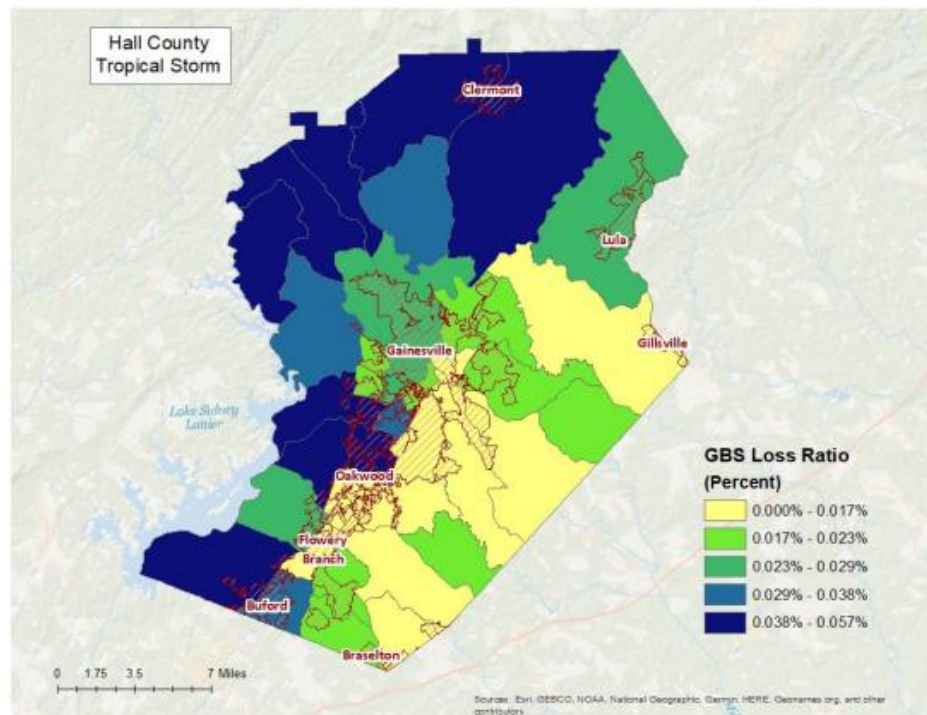 Hall County
Tropical Storm
Clermont
Lula
Gainesville
Gillsville
Lake Sidney
Lanier
Oakwood
Flowery
Branch
Buford
Braselton
GBS Loss Ratio
(Percent)
0.000% - 0.017%
0.017% - 0.023%
0.023% - 0.029%
0.029% - 0.038%
0.038% - 0.057%
0 1.75 3.5 7 Miles
Sources: Esri, GEBCO, NOAA, National Geographic, Garmin, HERE, Geonames.org, and other
contributors